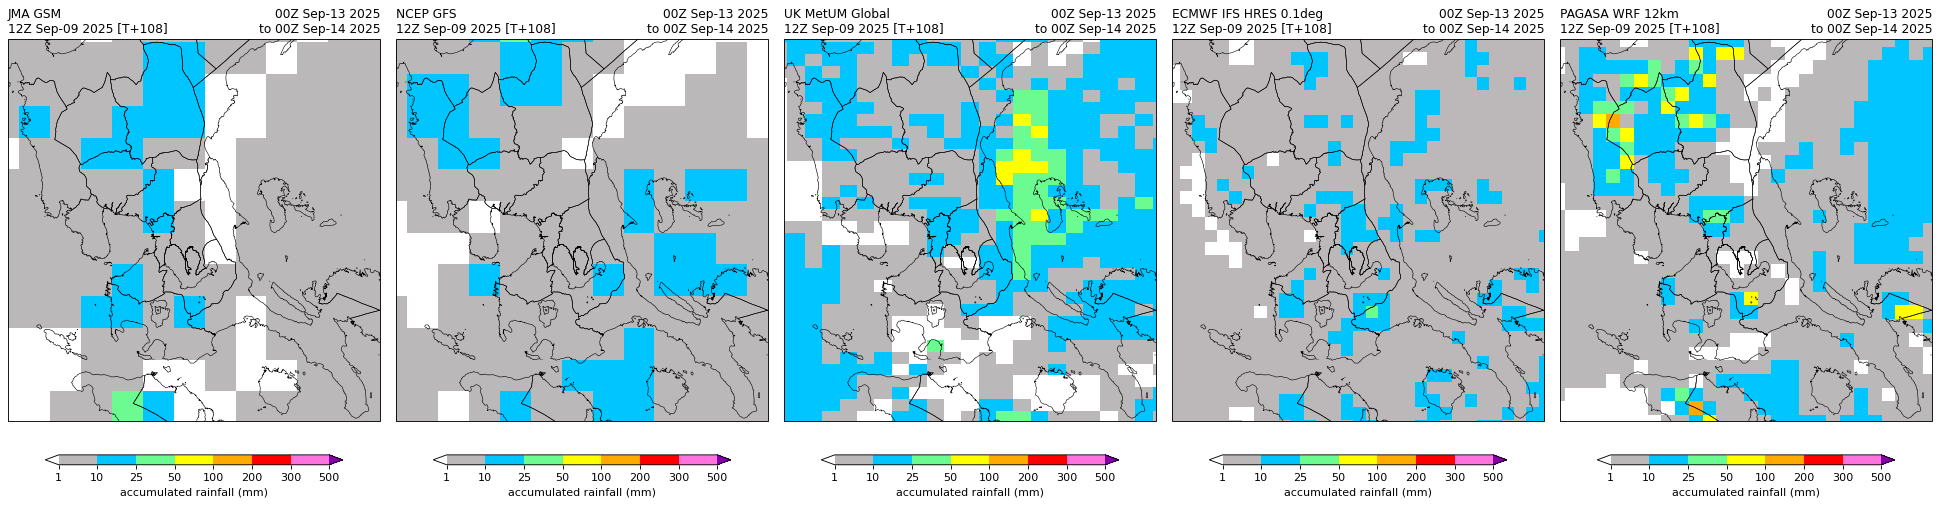 JMA GSM 00Z Sep-13 2025
12Z Sep-09 2025 [T+108] to 00Z Sep-14 2025
1 10 25 50 100 200 300 500
accumulated rainfall (mm)
NCEP GFS 00Z Sep-13 2025
12Z Sep-09 2025 [T+108] to 00Z Sep-14 2025
1 10 25 50 100 200 300 500
accumulated rainfall (mm)
UK MetUM Global 00Z Sep-13 2025
12Z Sep-09 2025 [T+108] to 00Z Sep-14 2025
1 10 25 50 100 200 300 500
accumulated rainfall (mm)
ECMWF IFS HRES 0.1deg 00Z Sep-13 2025
12Z Sep-09 2025 [T+108] to 00Z Sep-14 2025
1 10 25 50 100 200 300 500
accumulated rainfall (mm)
PAGASA WRF 12km 00Z Sep-13 2025
12Z Sep-09 2025 [T+108] to 00Z Sep-14 2025
1 10 25 50 100 200 300 500
accumulated rainfall (mm)